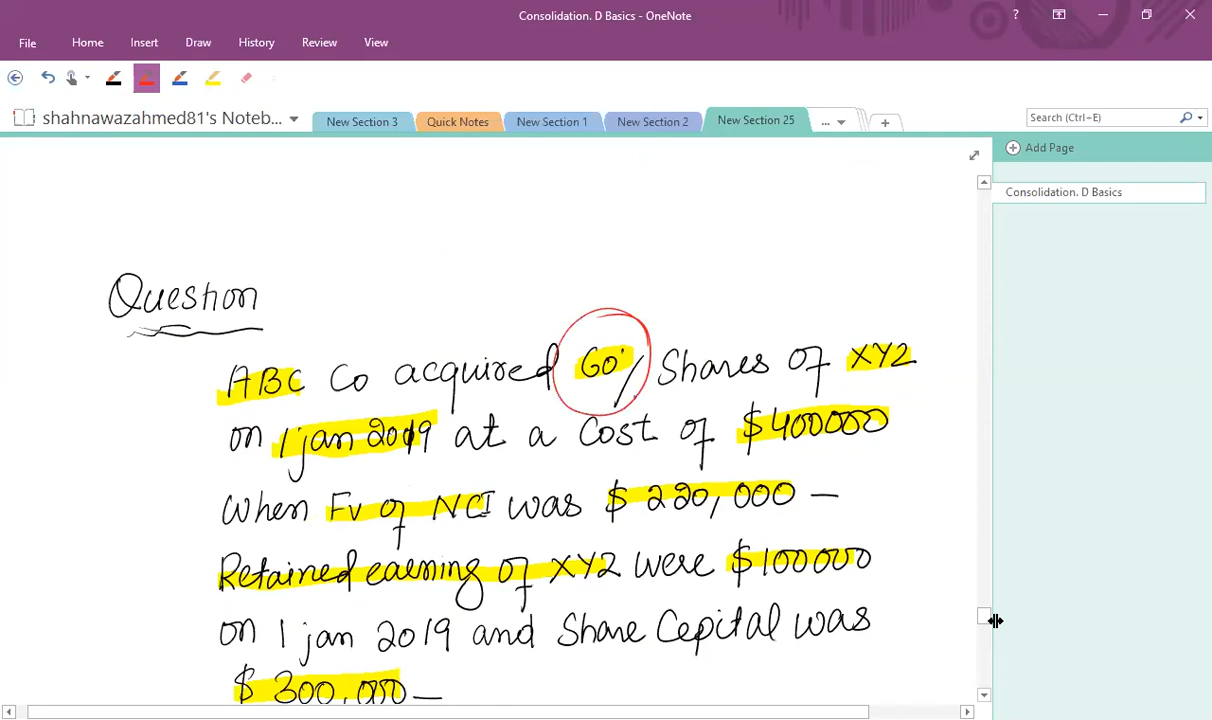 Consolidation. D Basics - OneNote
?
File Home Insert Draw History Review View
shahnawazahmed81's Noteb...
New Section 3
Quick Notes
New Section 1
New Section 2
New Section 25
...
Search (Ctrl+E)
Add Page
Consolidation. D Basics
Question
ABC Co acquired 60% Shares of XYZ
on 1 jan 2019 at a Cost of $400000
When Fv of NCI was $220,000 –
Retained earning of XYZ were $100000
on 1 jan 2019 and Share Cepital was
$300,000 –